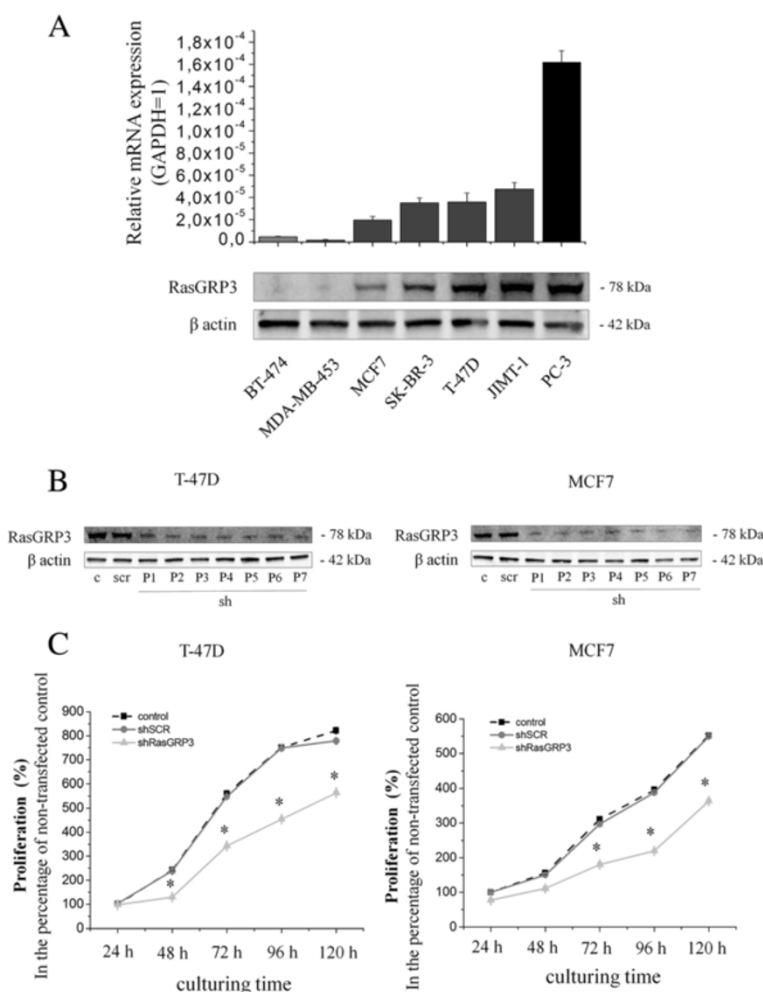 A
Relative mRNA expression
(GAPDH=1)
1,8x10-4
1,6x10-4
1,4x10-4
1,2x10-4
1,0x10-4
8,0x10-5
6,0x10-5
4,0x10-5
2,0x10-5
0,0
RasGRP3 - 78 kDa
β actin - 42 kDa
BT-474 MDA-MB-453 MCF7 SK-BR-3 T-47D JIMT-1 PC-3
B
T-47D
RasGRP3 - 78 kDa
β actin - 42 kDa
c scr P1 P2 P3 P4 P5 P6 P7
sh
MCF7
RasGRP3 - 78 kDa
β actin - 42 kDa
c scr P1 P2 P3 P4 P5 P6 P7
sh
C
T-47D
Proliferation (%)
In the percentage of non-transfected control
900
800
700
600
500
400
300
200
100
0
control
shSCR
shRasGRP3
* * * *
24 h 48 h 72 h 96 h 120 h
culturing time
MCF7
Proliferation (%)
In the percentage of non-transfected control
600
500
400
300
200
100
0
control
shSCR
shRasGRP3
* * *
24 h 48 h 72 h 96 h 120 h
culturing time